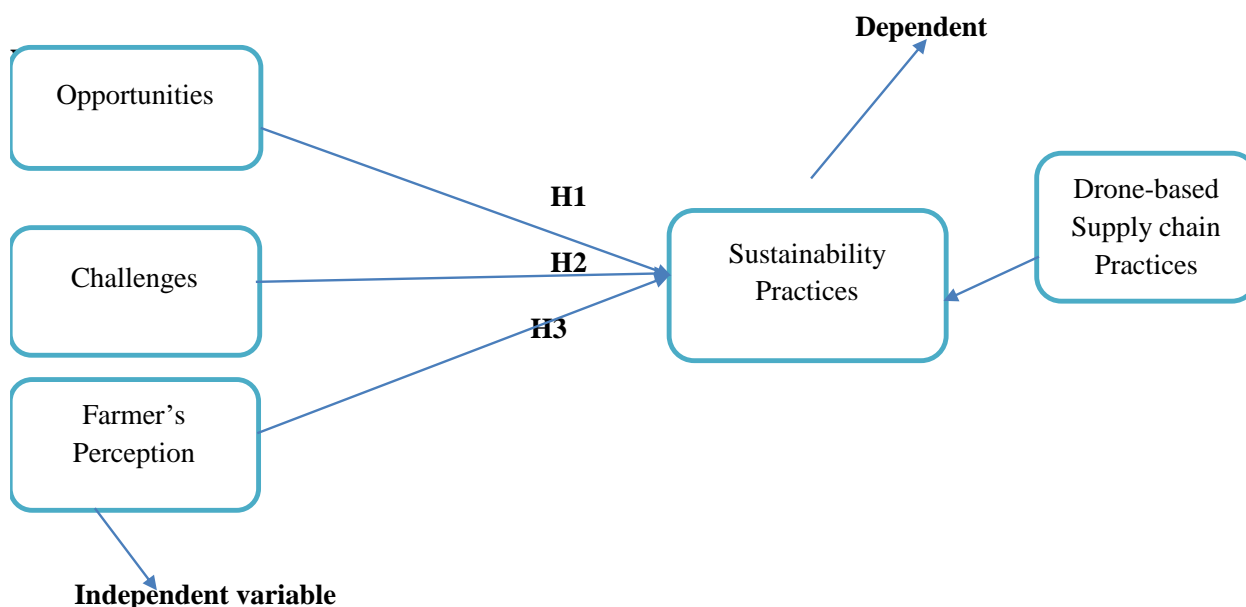 Dependent
Opportunities
H1
Drone-based
Supply chain
Practices
Challenges
H2
Sustainability
Practices
H3
Farmer’s
Perception
Independent variable